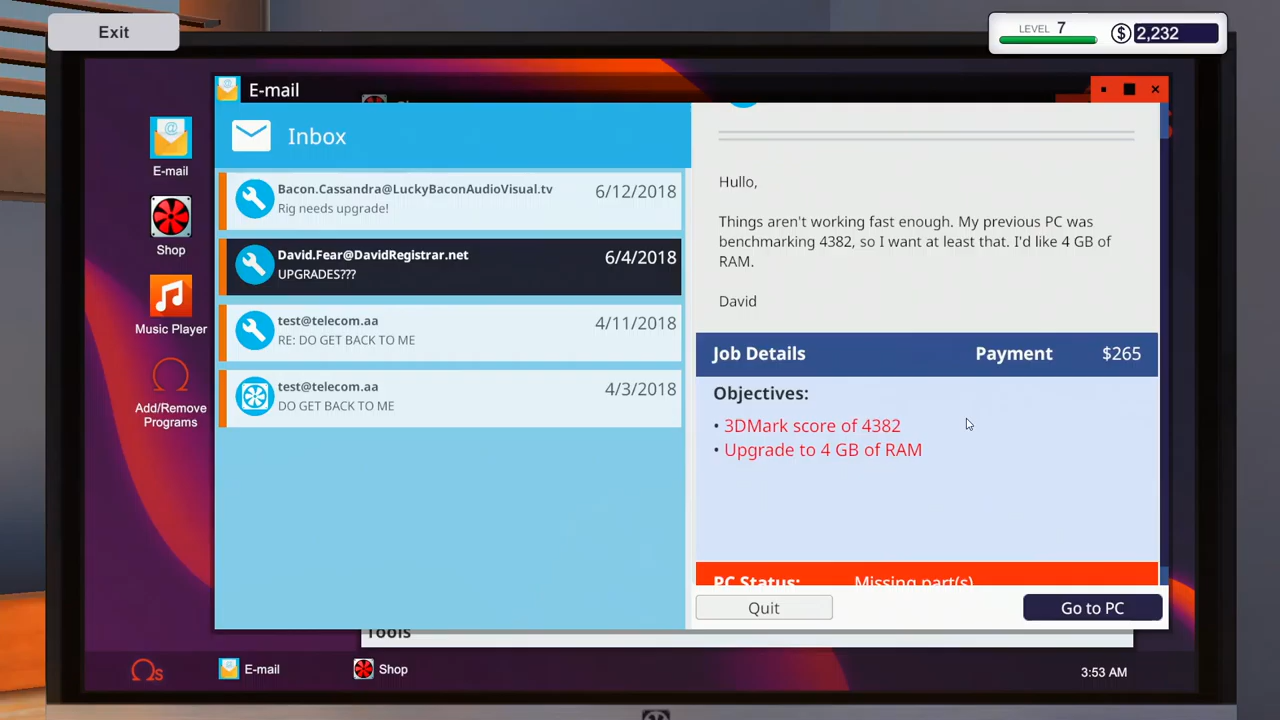 Exit
LEVEL 7
$ 2,232
E-mail
Inbox
Bacon.Cassandra@LuckyBaconAudioVisual.tv 6/12/2018
Rig needs upgrade!
David.Fear@DavidRegistrar.net 6/4/2018
UPGRADES???
test@telecom.aa 4/11/2018
RE: DO GET BACK TO ME
test@telecom.aa 4/3/2018
DO GET BACK TO ME
E-mail
Shop
Music Player
Add/Remove
Programs
Hullo,
Things aren't working fast enough. My previous PC was
benchmarking 4382, so I want at least that. I'd like 4 GB of
RAM.
David
Job Details Payment $265
Objectives:
• 3DMark score of 4382
• Upgrade to 4 GB of RAM
PC Status: Missing part(s)
Quit Go to PC
Tools
Ωs E-mail Shop 3:53 AM